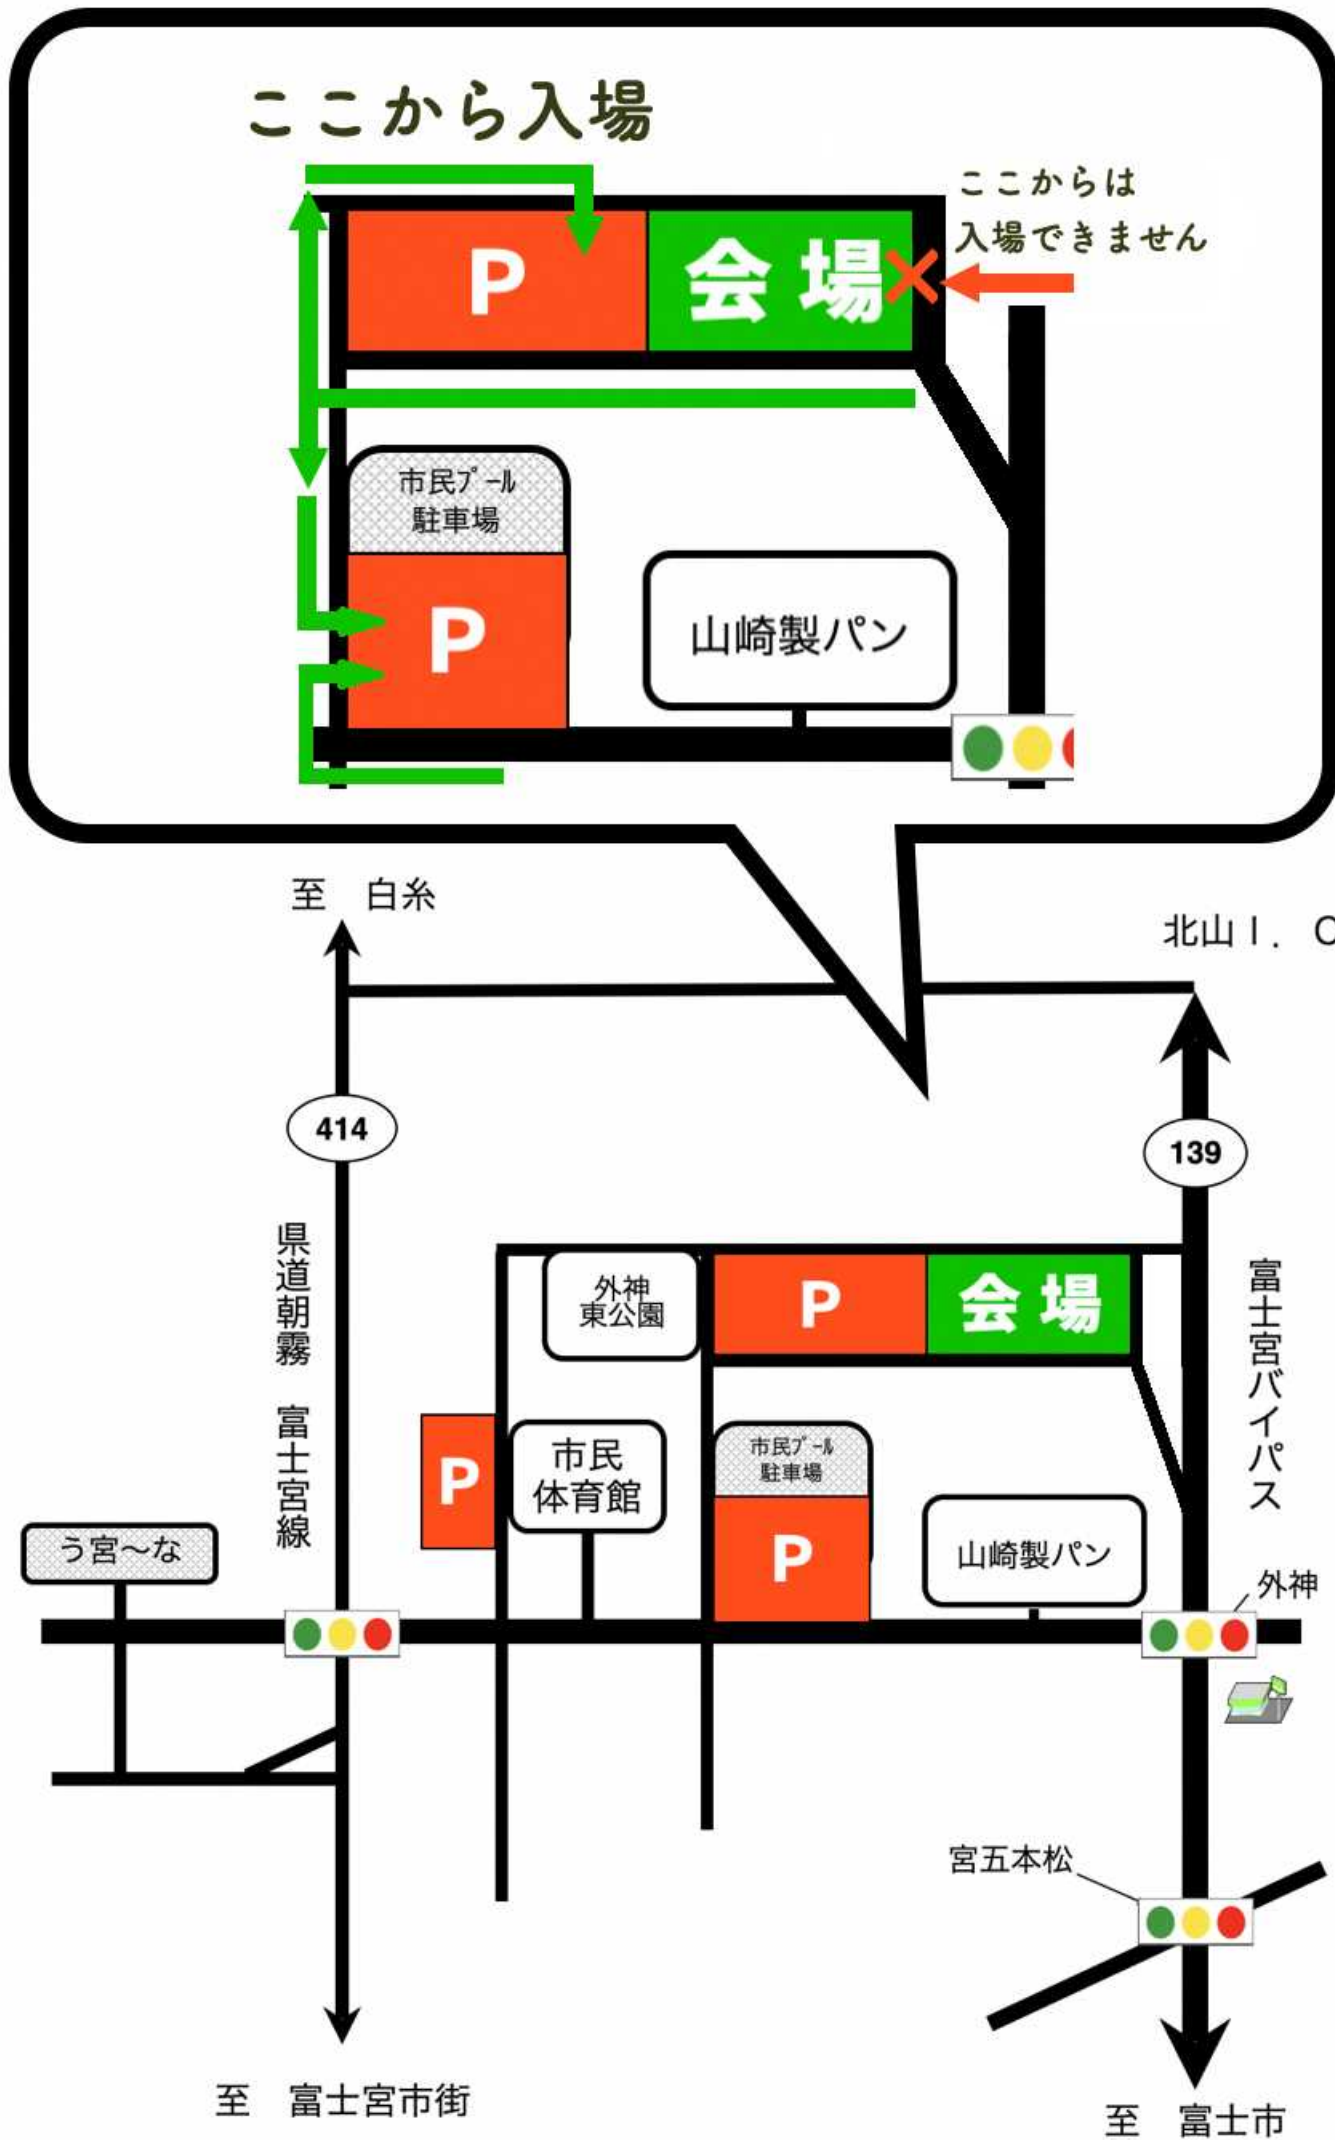 ここから入場
ここからは
入場できません
P
会場
市民プール
駐車場
P
山崎製パン
至 白糸
北山I. C
414
139
県道朝霧 富士宮線
富士宮バイパス
外神
東公園
P
会場
P
市民
体育館
市民プール
駐車場
P
山崎製パン
う宮~な
外神
宮五本松
至 富士宮市街
至 富士市